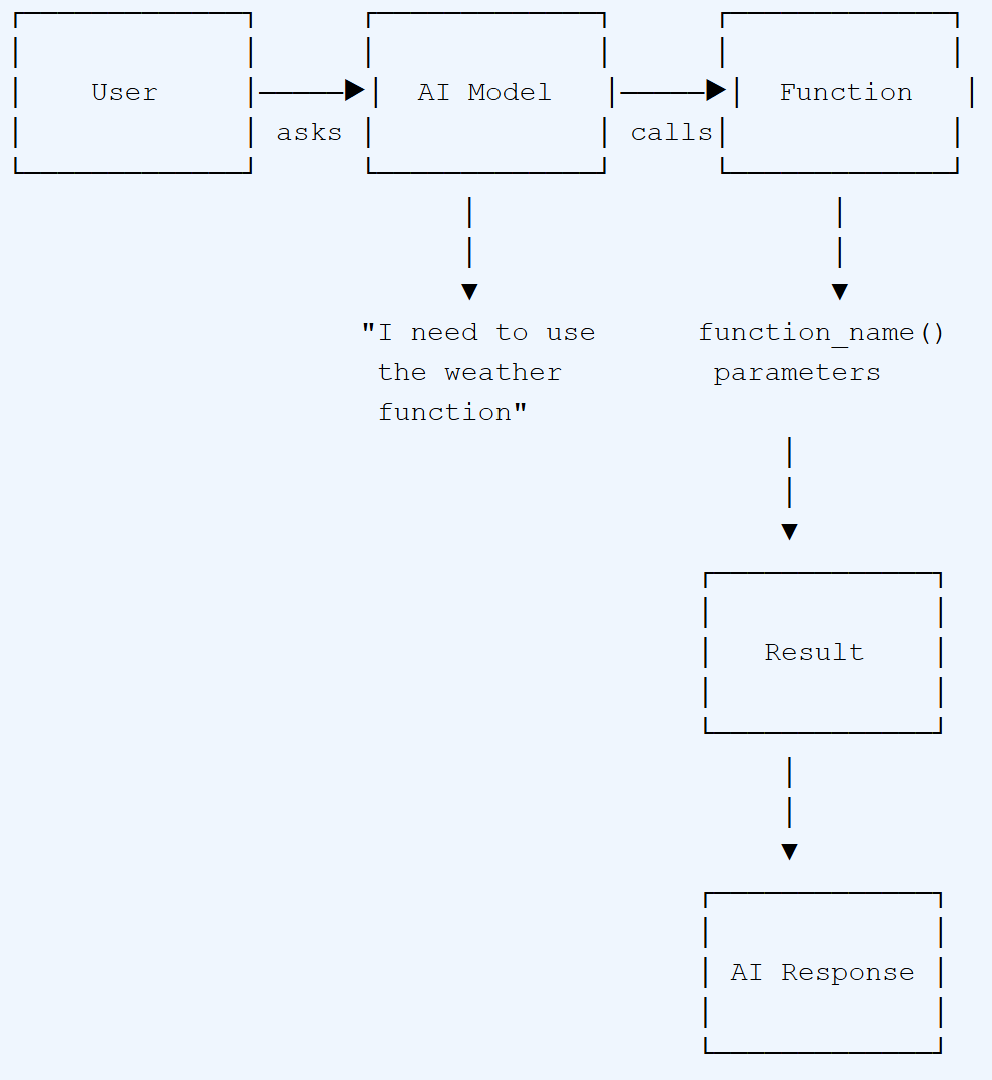 User
AI Model
Function
asks
calls
"I need to use
the weather
function"
function_name()
parameters
Result
AI Response